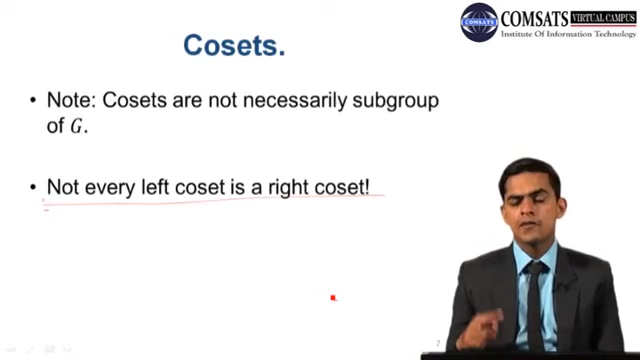 COMSATS VIRTUAL CAMPUS
Institute Of Information Technology
COMSATS
Cosets.
• Note: Cosets are not necessarily subgroup
of G.
• Not every left coset is a right coset!
7